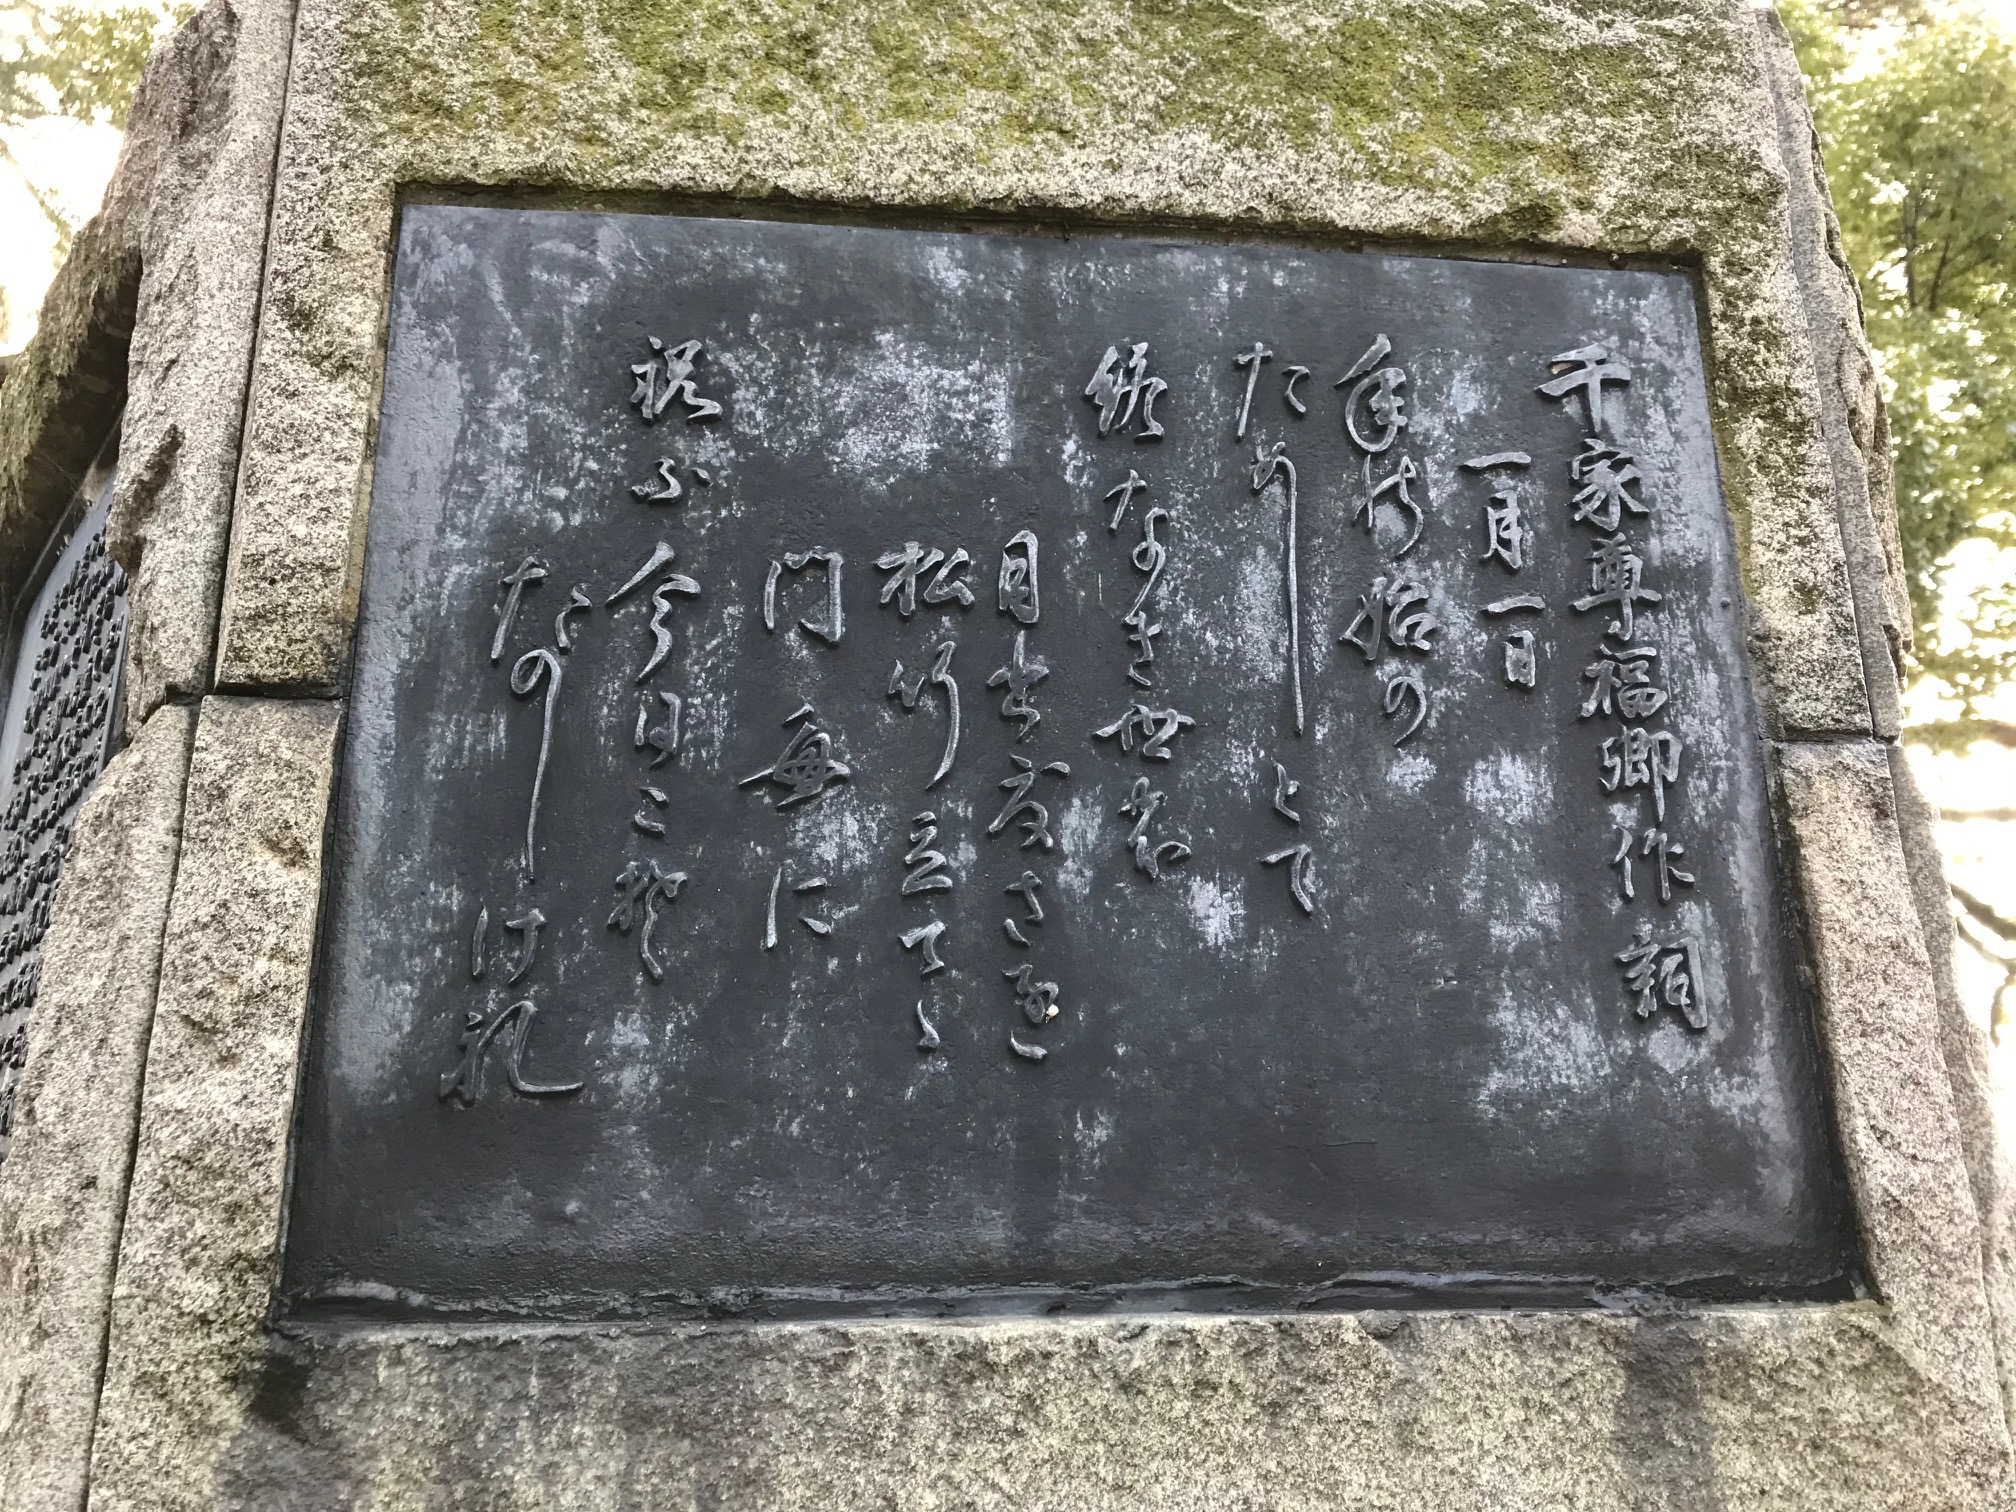 千家尊福卿作詞
一月一日
年の始の
ためしとて
終なき世の
目出度さを
松竹立てゝ
門毎に
祝ふ今日こそ
たのしけれ